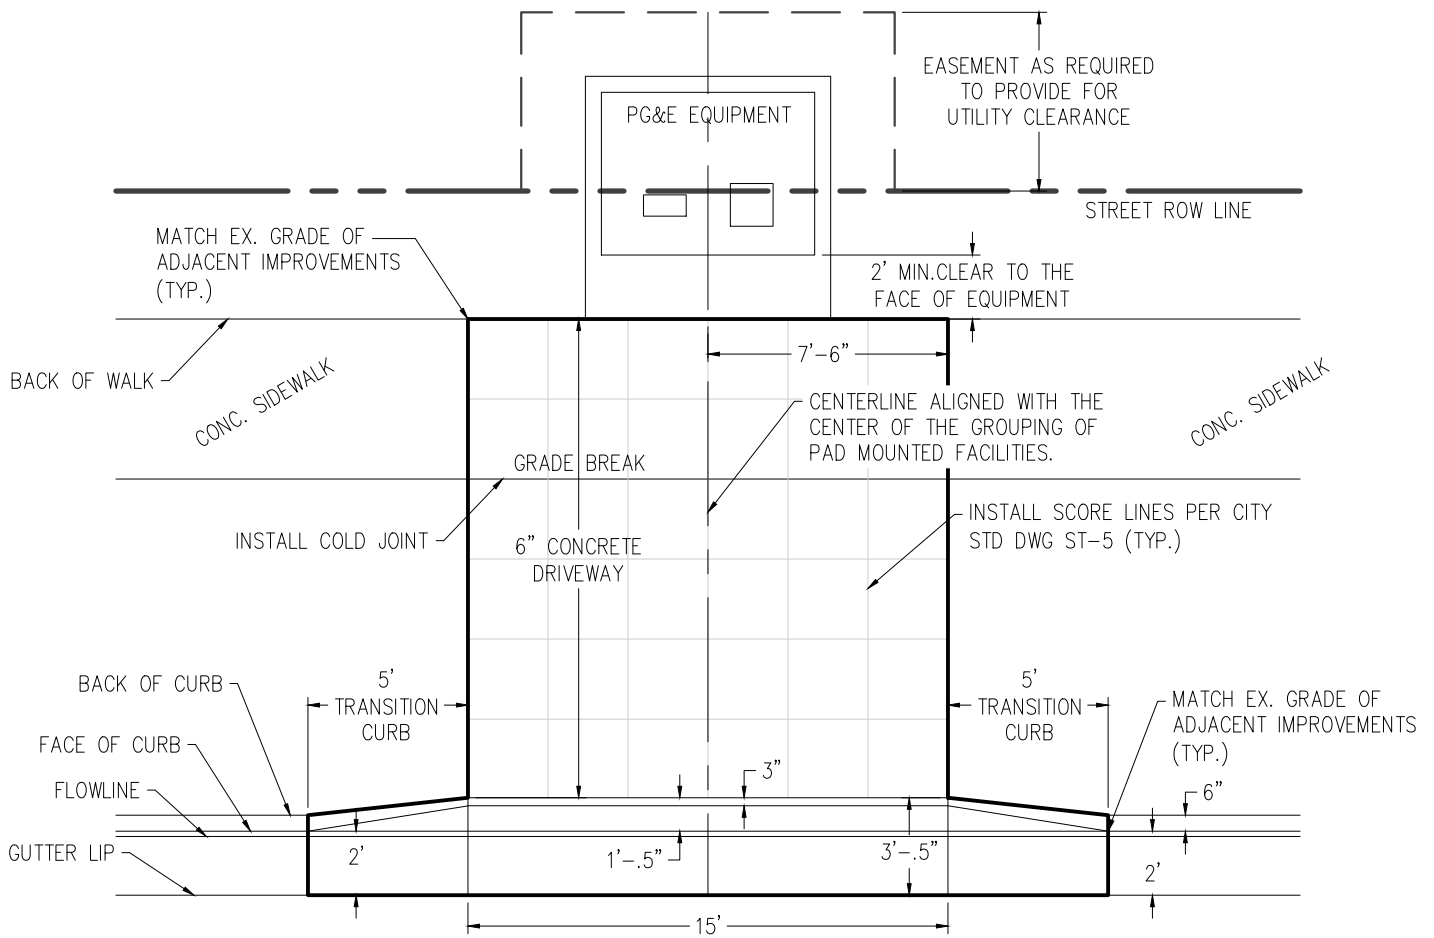 EASEMENT AS REQUIRED
TO PROVIDE FOR
UTILITY CLEARANCE
PG&E EQUIPMENT
STREET ROW LINE
MATCH EX. GRADE OF
ADJACENT IMPROVEMENTS
(TYP.)
2' MIN.CLEAR TO THE
FACE OF EQUIPMENT
7'-6"
BACK OF WALK
CONC. SIDEWALK
CONC. SIDEWALK
CENTERLINE ALIGNED WITH THE
CENTER OF THE GROUPING OF
PAD MOUNTED FACILITIES.
GRADE BREAK
INSTALL COLD JOINT
6" CONCRETE
DRIVEWAY
INSTALL SCORE LINES PER CITY
STD DWG ST-5 (TYP.)
BACK OF CURB
5'
TRANSITION
CURB
5'
TRANSITION
CURB
MATCH EX. GRADE OF
ADJACENT IMPROVEMENTS
(TYP.)
FACE OF CURB
FLOWLINE
GUTTER LIP
3"
6"
2'
1'-.5"
3'-.5"
2'
15'